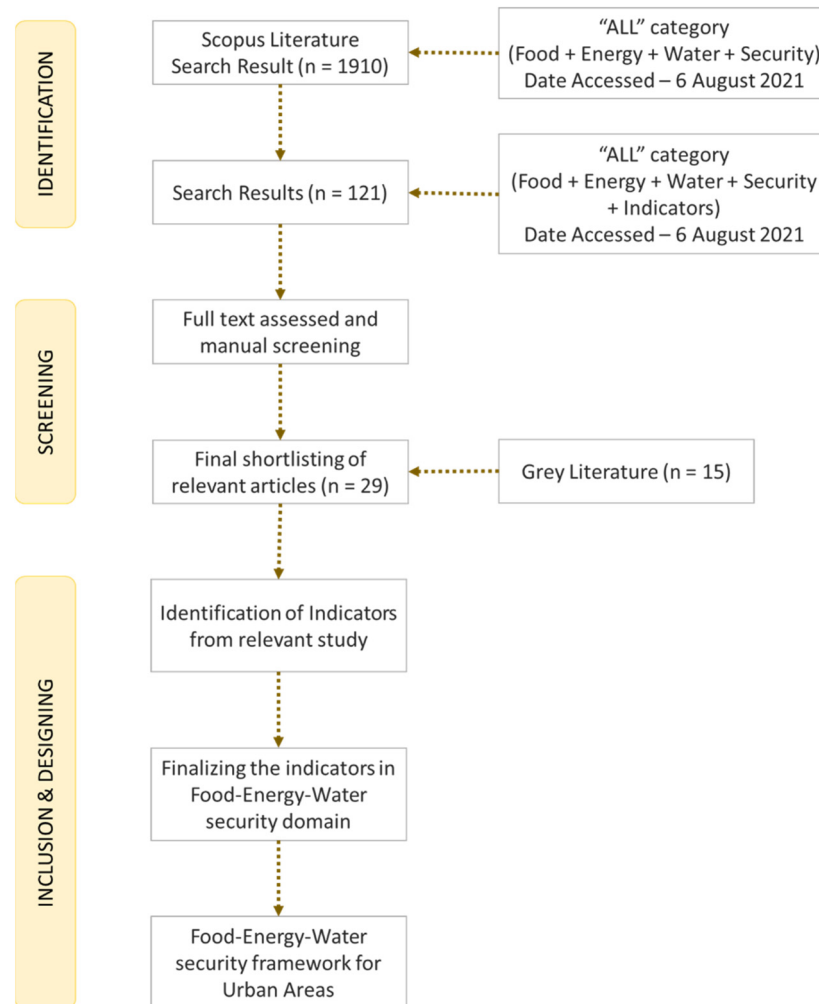 IDENTIFICATION
Scopus Literature
Search Result (n = 1910)
“ALL” category
(Food + Energy + Water + Security)
Date Accessed – 6 August 2021
Search Results (n = 121)
“ALL” category
(Food + Energy + Water + Security
+ Indicators)
Date Accessed – 6 August 2021
SCREENING
Full text assessed and
manual screening
Final shortlisting of
relevant articles (n = 29)
Grey Literature (n = 15)
INCLUSION & DESIGNING
Identification of Indicators
from relevant study
Finalizing the indicators in
Food-Energy-Water
security domain
Food-Energy-Water
security framework for
Urban Areas